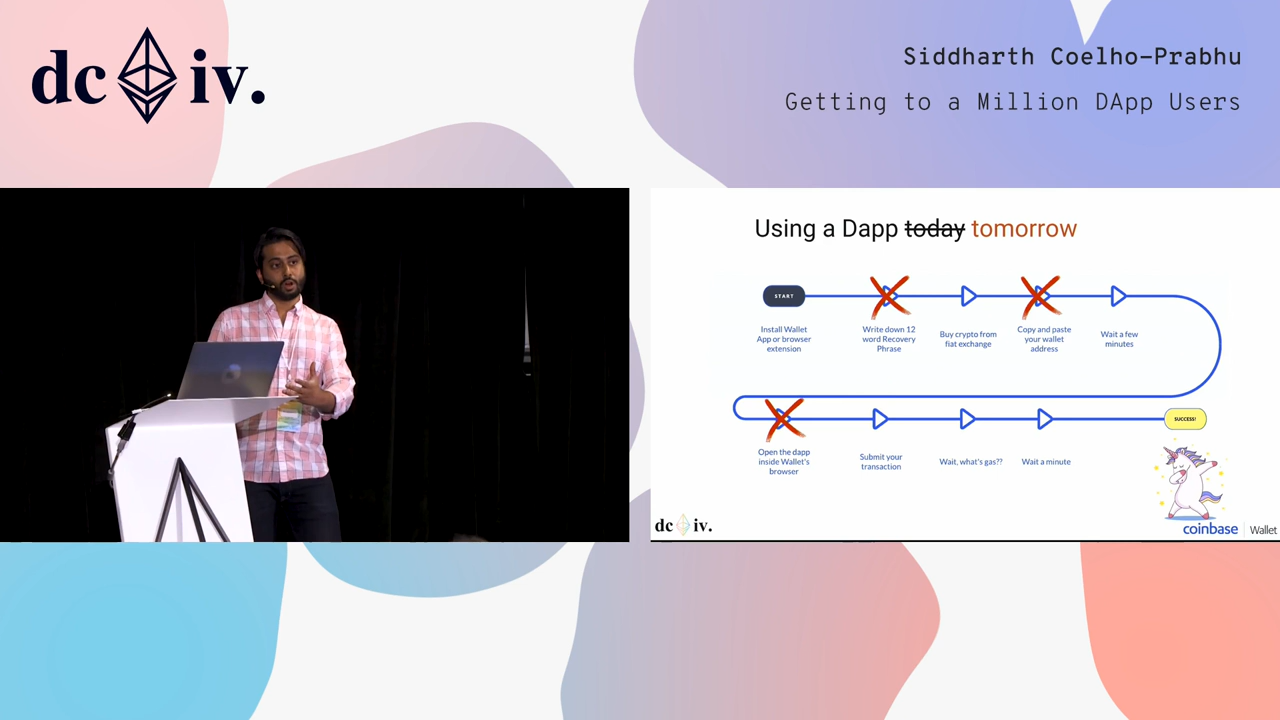 dc iv.
Siddharth Coelho-Prabhu
Getting to a Million DApp Users
Using a Dapp today tomorrow
START
Install Wallet
App or browser
extension
Write down 12
word Recovery
Phrase
Buy crypto from
fiat exchange
Copy and paste
your wallet
address
Wait a few
minutes
SUCCESS!
Open the dapp
inside Wallet's
browser
Submit your
transaction
Wait, what's gas??
Wait a minute
dc iv.
coinbase | Wallet